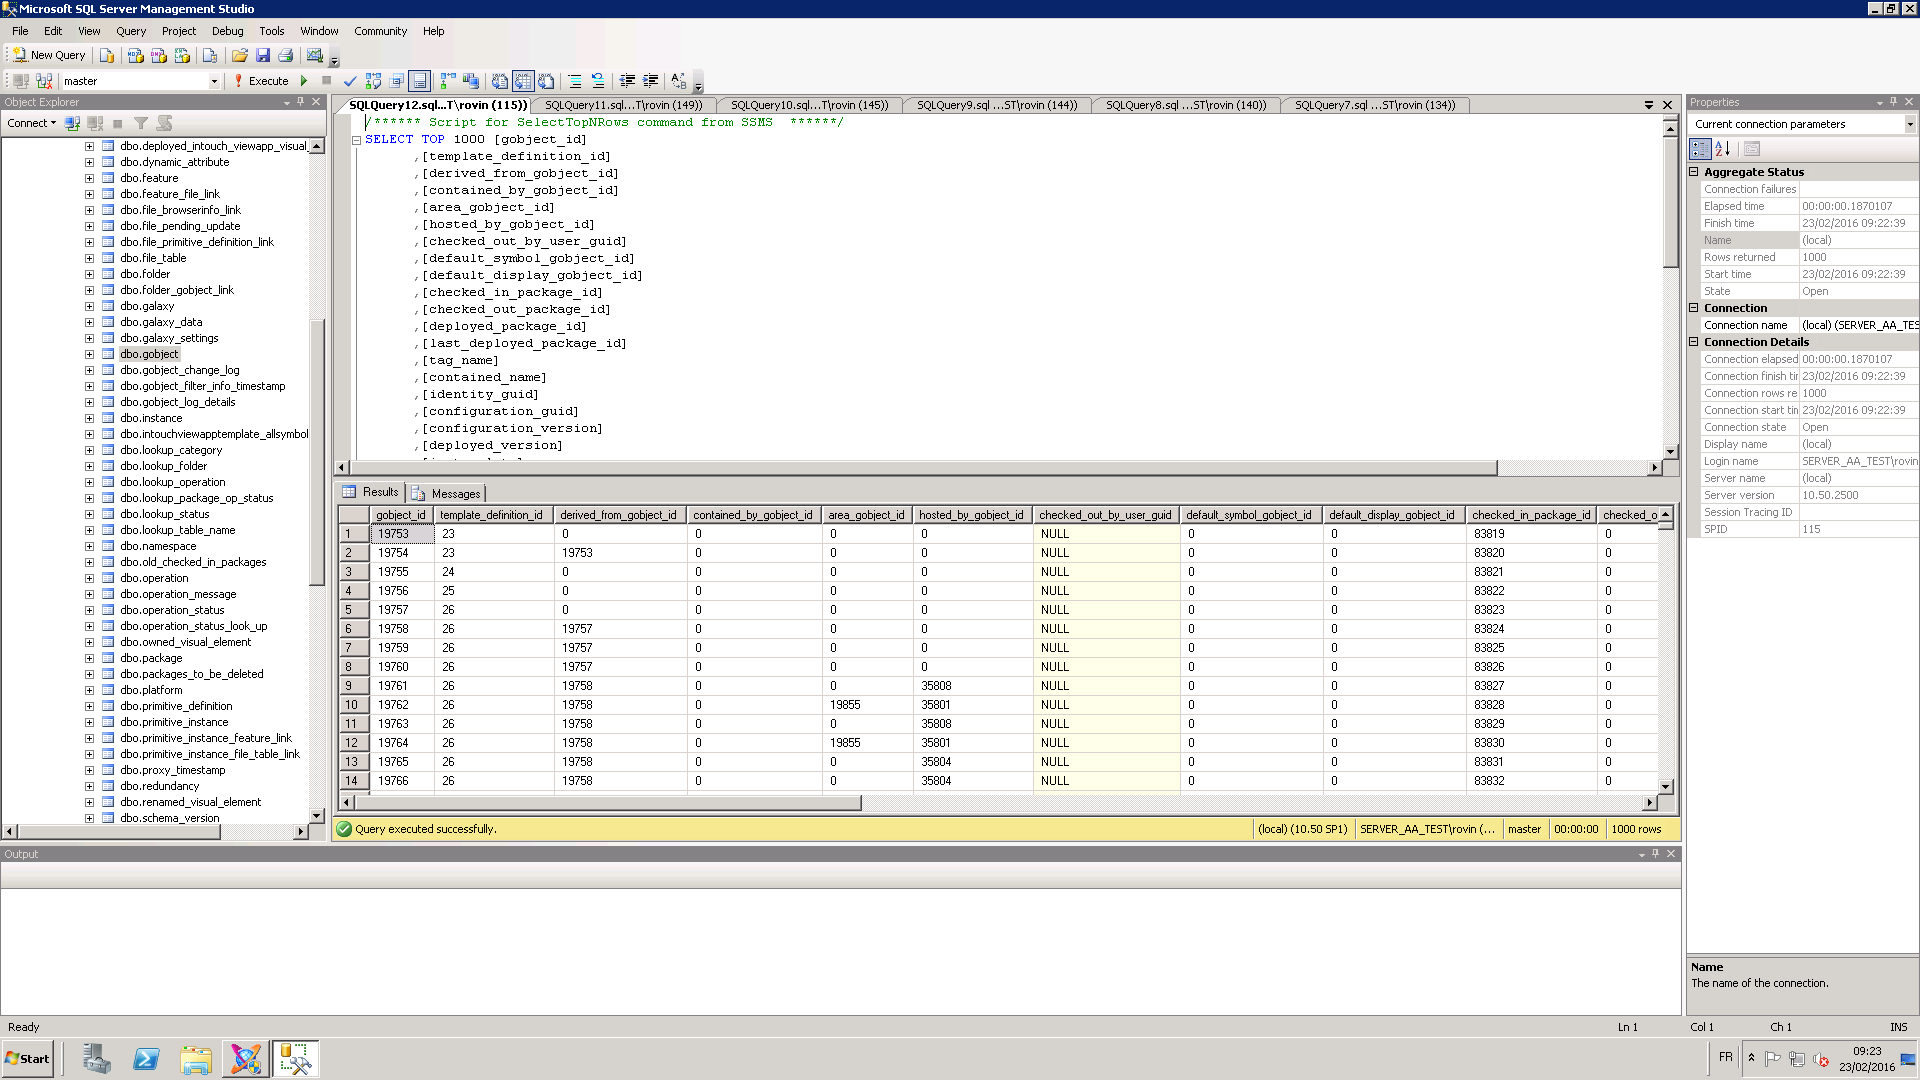 Microsoft SQL Server Management Studio
File Edit View Query Project Debug Tools Window Community Help
New Query
master Execute
Object Explorer
Connect
dbo.deployed_intouch_viewapp_visual_
dbo.dynamic_attribute
dbo.feature
dbo.feature_file_link
dbo.file_browserinfo_link
dbo.file_pending_update
dbo.file_primitive_definition_link
dbo.file_table
dbo.folder
dbo.folder_gobject_link
dbo.galaxy
dbo.galaxy_data
dbo.galaxy_settings
dbo.gobject
dbo.gobject_change_log
dbo.gobject_filter_info_timestamp
dbo.gobject_log_details
dbo.instance
dbo.intouchviewapptemplate_allsymbol
dbo.lookup_category
dbo.lookup_folder
dbo.lookup_operation
dbo.lookup_package_op_status
dbo.lookup_status
dbo.lookup_table_name
dbo.namespace
dbo.old_checked_in_packages
dbo.operation
dbo.operation_message
dbo.operation_status
dbo.operation_status_look_up
dbo.owned_visual_element
dbo.package
dbo.packages_to_be_deleted
dbo.platform
dbo.primitive_definition
dbo.primitive_instance
dbo.primitive_instance_feature_link
dbo.primitive_instance_file_table_link
dbo.proxy_timestamp
dbo.redundancy
dbo.renamed_visual_element
dbo.schema_version
SQLQuery12.sql...T\rovin (115)) SQLQuery11.sql...T\rovin (149)) SQLQuery10.sql...T\rovin (145)) SQLQuery9.sql ...ST\rovin (144)) SQLQuery8.sql ...ST\rovin (140)) SQLQuery7.sql ...ST\rovin (134))
/****** Script for SelectTopNRows command from SSMS ******/
SELECT TOP 1000 [gobject_id]
,[template_definition_id]
,[derived_from_gobject_id]
,[contained_by_gobject_id]
,[area_gobject_id]
,[hosted_by_gobject_id]
,[checked_out_by_user_guid]
,[default_symbol_gobject_id]
,[default_display_gobject_id]
,[checked_in_package_id]
,[checked_out_package_id]
,[deployed_package_id]
,[last_deployed_package_id]
,[tag_name]
,[contained_name]
,[identity_guid]
,[configuration_guid]
,[configuration_version]
,[deployed_version]
Results Messages
gobject_id template_definition_id derived_from_gobject_id contained_by_gobject_id area_gobject_id hosted_by_gobject_id checked_out_by_user_guid default_symbol_gobject_id default_display_gobject_id checked_in_package_id checked_o
1 19753 23 0 0 0 0 NULL 0 0 83819 0
2 19754 23 19753 0 0 0 NULL 0 0 83820 0
3 19755 24 0 0 0 0 NULL 0 0 83821 0
4 19756 25 0 0 0 0 NULL 0 0 83822 0
5 19757 26 0 0 0 0 NULL 0 0 83823 0
6 19758 26 19757 0 0 0 NULL 0 0 83824 0
7 19759 26 19757 0 0 0 NULL 0 0 83825 0
8 19760 26 19757 0 0 0 NULL 0 0 83826 0
9 19761 26 19758 0 0 35808 NULL 0 0 83827 0
10 19762 26 19758 0 19855 35801 NULL 0 0 83828 0
11 19763 26 19758 0 0 35808 NULL 0 0 83829 0
12 19764 26 19758 0 19855 35801 NULL 0 0 83830 0
13 19765 26 19758 0 0 35804 NULL 0 0 83831 0
14 19766 26 19758 0 0 35804 NULL 0 0 83832 0
Query executed successfully. (local) (10.50 SP1) SERVER_AA_TEST\rovin (... master 00:00:00 1000 rows
Properties
Current connection parameters
Aggregate Status
Connection failures
Elapsed time 00:00:00.1870107
Finish time 23/02/2016 09:22:39
Name (local)
Rows returned 1000
Start time 23/02/2016 09:22:39
State Open
Connection
Connection name (local) (SERVER_AA_TES
Connection Details
Connection elapsed 00:00:00.1870107
Connection finish tir 23/02/2016 09:22:39
Connection rows re 1000
Connection start tin 23/02/2016 09:22:39
Connection state Open
Display name (local)
Login name SERVER_AA_TEST\rovin
Server name (local)
Server version 10.50.2500
Session Tracing ID
SPID 115
Name
The name of the connection.
Output
Ready Ln 1 Col 1 Ch 1 INS
Start FR 09:23
23/02/2016